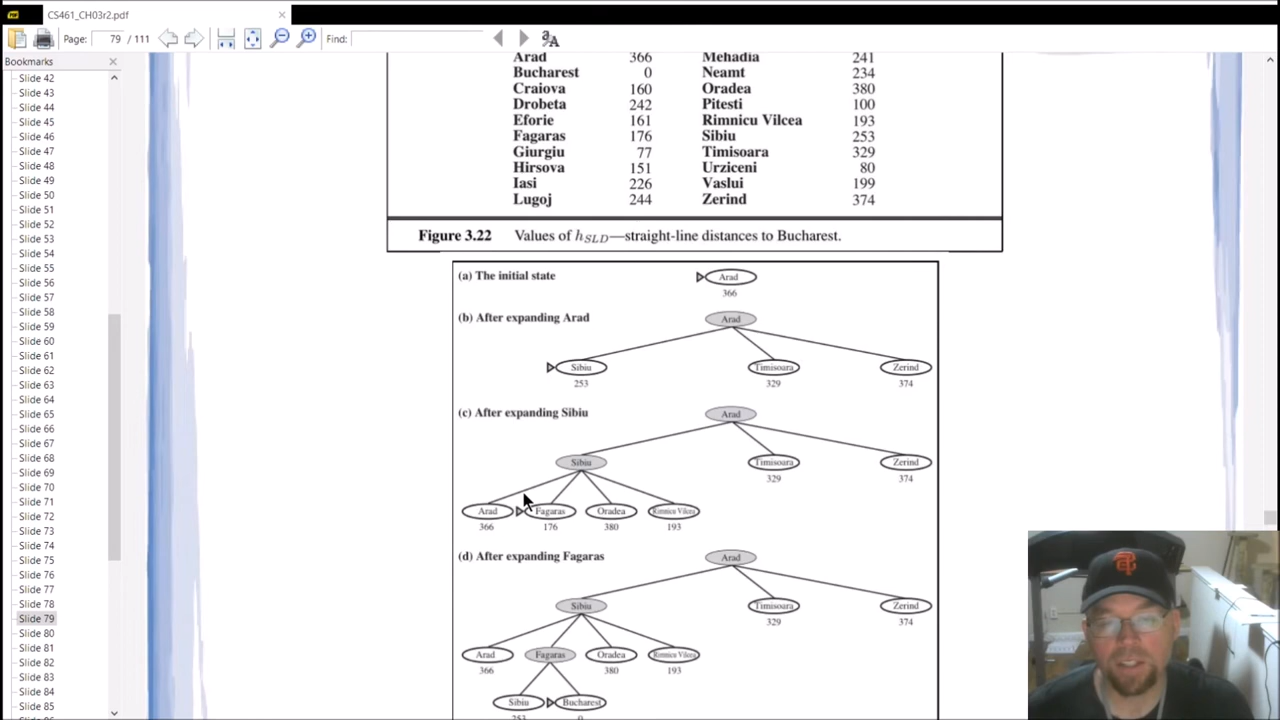 CS461_CH03r2.pdf
Page: 79 / 111 Find:
Bookmarks
Slide 42
Slide 43
Slide 44
Slide 45
Slide 46
Slide 47
Slide 48
Slide 49
Slide 50
Slide 51
Slide 52
Slide 53
Slide 54
Slide 55
Slide 56
Slide 57
Slide 58
Slide 59
Slide 60
Slide 61
Slide 62
Slide 63
Slide 64
Slide 65
Slide 66
Slide 67
Slide 68
Slide 69
Slide 70
Slide 71
Slide 72
Slide 73
Slide 74
Slide 75
Slide 76
Slide 77
Slide 78
Slide 79
Slide 80
Slide 81
Slide 82
Slide 83
Slide 84
Slide 85
Arad 366 Mehadia 241
Bucharest 0 Neamt 234
Craiova 160 Oradea 380
Drobeta 242 Pitesti 100
Eforie 161 Rimnicu Vilcea 193
Fagaras 176 Sibiu 253
Giurgiu 77 Timisoara 329
Hirsova 151 Urziceni 80
Iasi 226 Vaslui 199
Lugoj 244 Zerind 374
Figure 3.22 Values of hSLD—straight-line distances to Bucharest.
(a) The initial state Arad
366
(b) After expanding Arad Arad
Sibiu Timisoara Zerind
253 329 374
(c) After expanding Sibiu Arad
Sibiu Timisoara Zerind
329 374
Arad Fagaras Oradea Rimnicu Vilcea
366 176 380 193
(d) After expanding Fagaras Arad
Sibiu Timisoara Zerind
329 374
Arad Fagaras Oradea Rimnicu Vilcea
366 380 193
Sibiu Bucharest
253 0